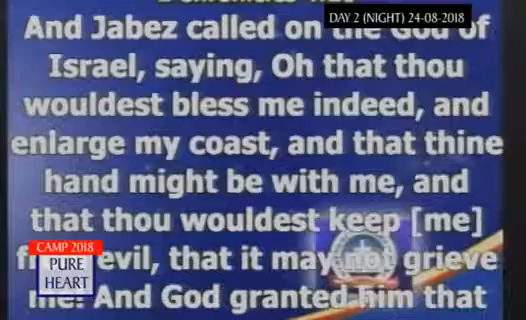 DAY 2 (NIGHT) 24-08-2018
And Jabez called on the God of
Israel, saying, Oh that thou
wouldest bless me indeed, and
enlarge my coast, and that thine
hand might be with me, and
that thou wouldest keep [me]
evil, that it may not grieve
me! And God granted him that
CAMP 2018
PURE
HEART